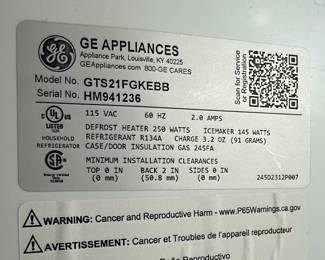 GE APPLIANCES
Appliance Park, Louisville, KY 40225
GEAppliances.com 800-GE CARES
Model No. GTS21FGKEBB
Serial No. HM941236
Scan for Service
or Registration
115 VAC 60 HZ 2.0 AMPS
DEFROST HEATER 250 WATTS ICEMAKER 145 WATTS
REFRIGERANT R134A CHARGE 3.2 OZ (91 GRAMS)
CASE/DOOR INSULATION GAS 245FA
LISTED
HOUSEHOLD
REFRIGERATOR
MINIMUM INSTALLATION CLEARANCES
TOP 0 IN BACK 2 IN SIDES 0 IN
(0 mm) (50.8 mm) (0 mm)
245D2312P007
WARNING: Cancer and Reproductive Harm - www.P65Warnings.ca.gov
AVERTISSEMENT: Cancer et Troubles de l'appareil reproducteur